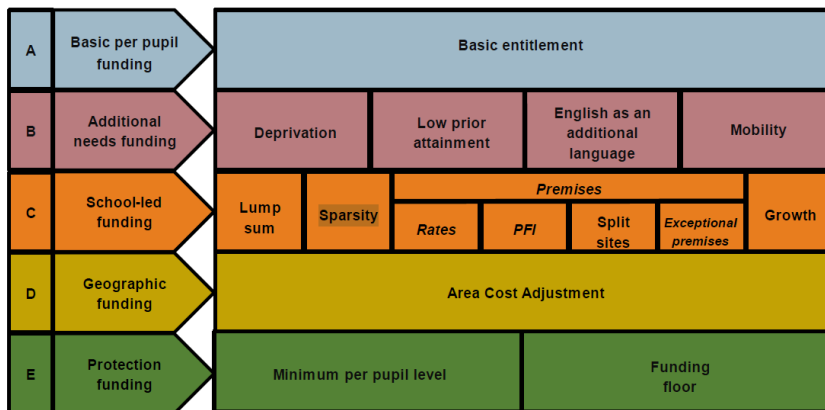 A
Basic per pupil
funding
Basic entitlement
B
Additional
needs funding
Deprivation
Low prior
attainment
English as an
additional
language
Mobility
C
School-led
funding
Lump
sum
Sparsity
Premises
Rates
PFI
Split
sites
Exceptional
premises
Growth
D
Geographic
funding
Area Cost Adjustment
E
Protection
funding
Minimum per pupil level
Funding
floor